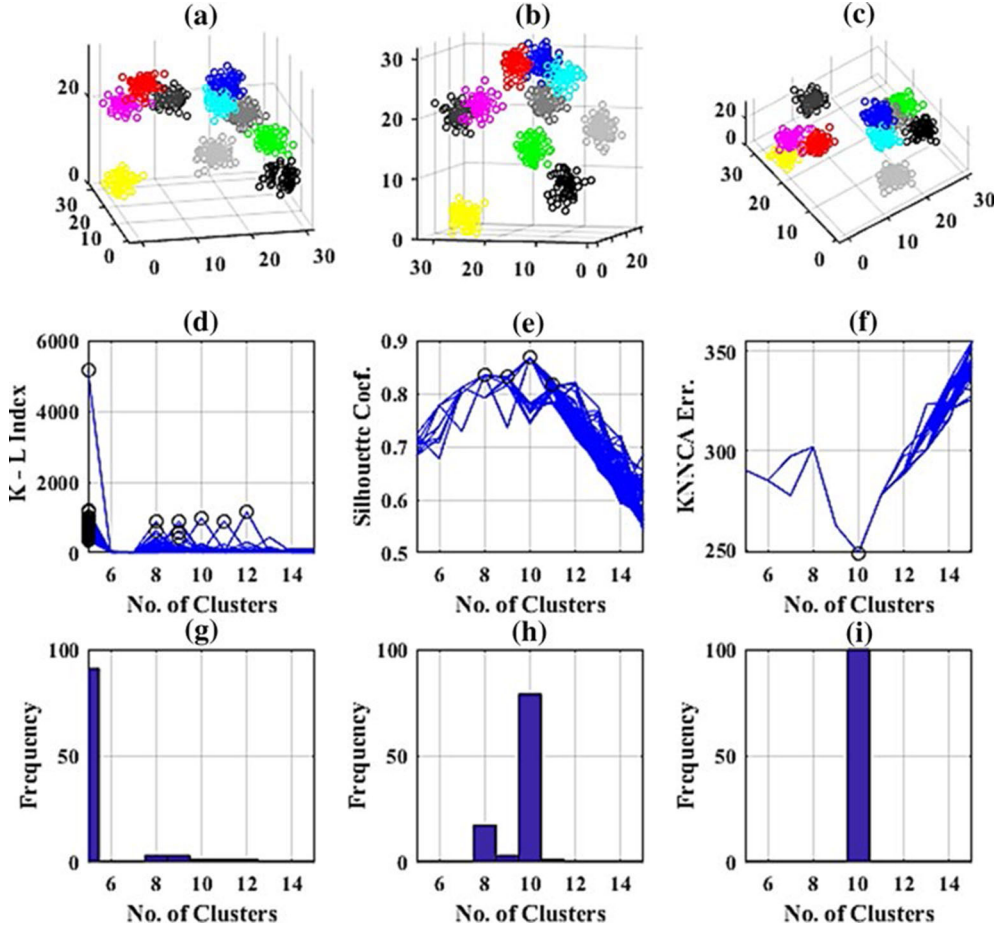 (a)
(b)
(c)
20
0
30
20
10
0
0
10
20
30
30
20
10
0
30
20
10
0 0
20
20
10
0
30
20
10
0
0
10
20
30
(d)
(e)
(f)
6000
4000
2000
0
K - L Index
6 8 10 12 14
No. of Clusters
0.9
0.8
0.7
0.6
0.5
Silhouette Coef.
6 8 10 12 14
No. of Clusters
350
300
250
KNNCA Err.
6 8 10 12 14
No. of Clusters
(g)
(h)
(i)
100
50
0
Frequency
6 8 10 12 14
No. of Clusters
100
50
0
Frequency
6 8 10 12 14
No. of Clusters
100
50
0
Frequency
6 8 10 12 14
No. of Clusters